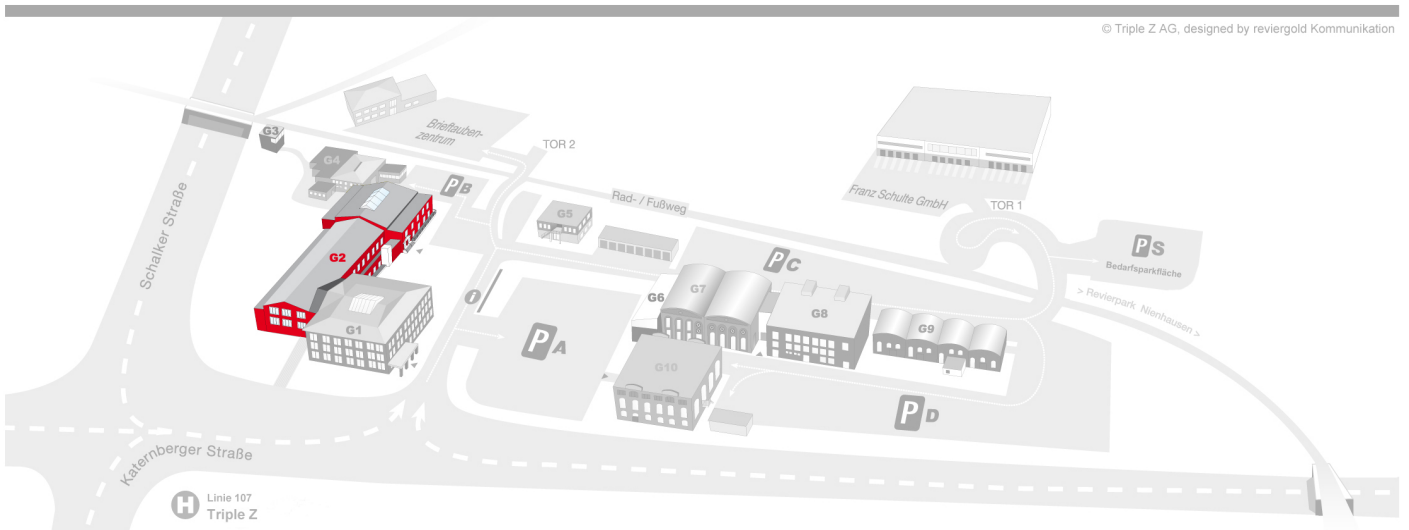 © Triple Z AG, designed by reviergold Kommunikation
G3
Brieftauben-
zentrum
TOR 2
G4
P B
Schalker Straße
Rad- / Fußweg
Franz Schulte GmbH
TOR 1
G5
P S
Bedarfsparkfläche
G2
P C
> Revierpark Nienhausen >
i
G6
G7
G8
G1
G9
P A
G10
P D
Katernberger Straße
H
Linie 107
Triple Z